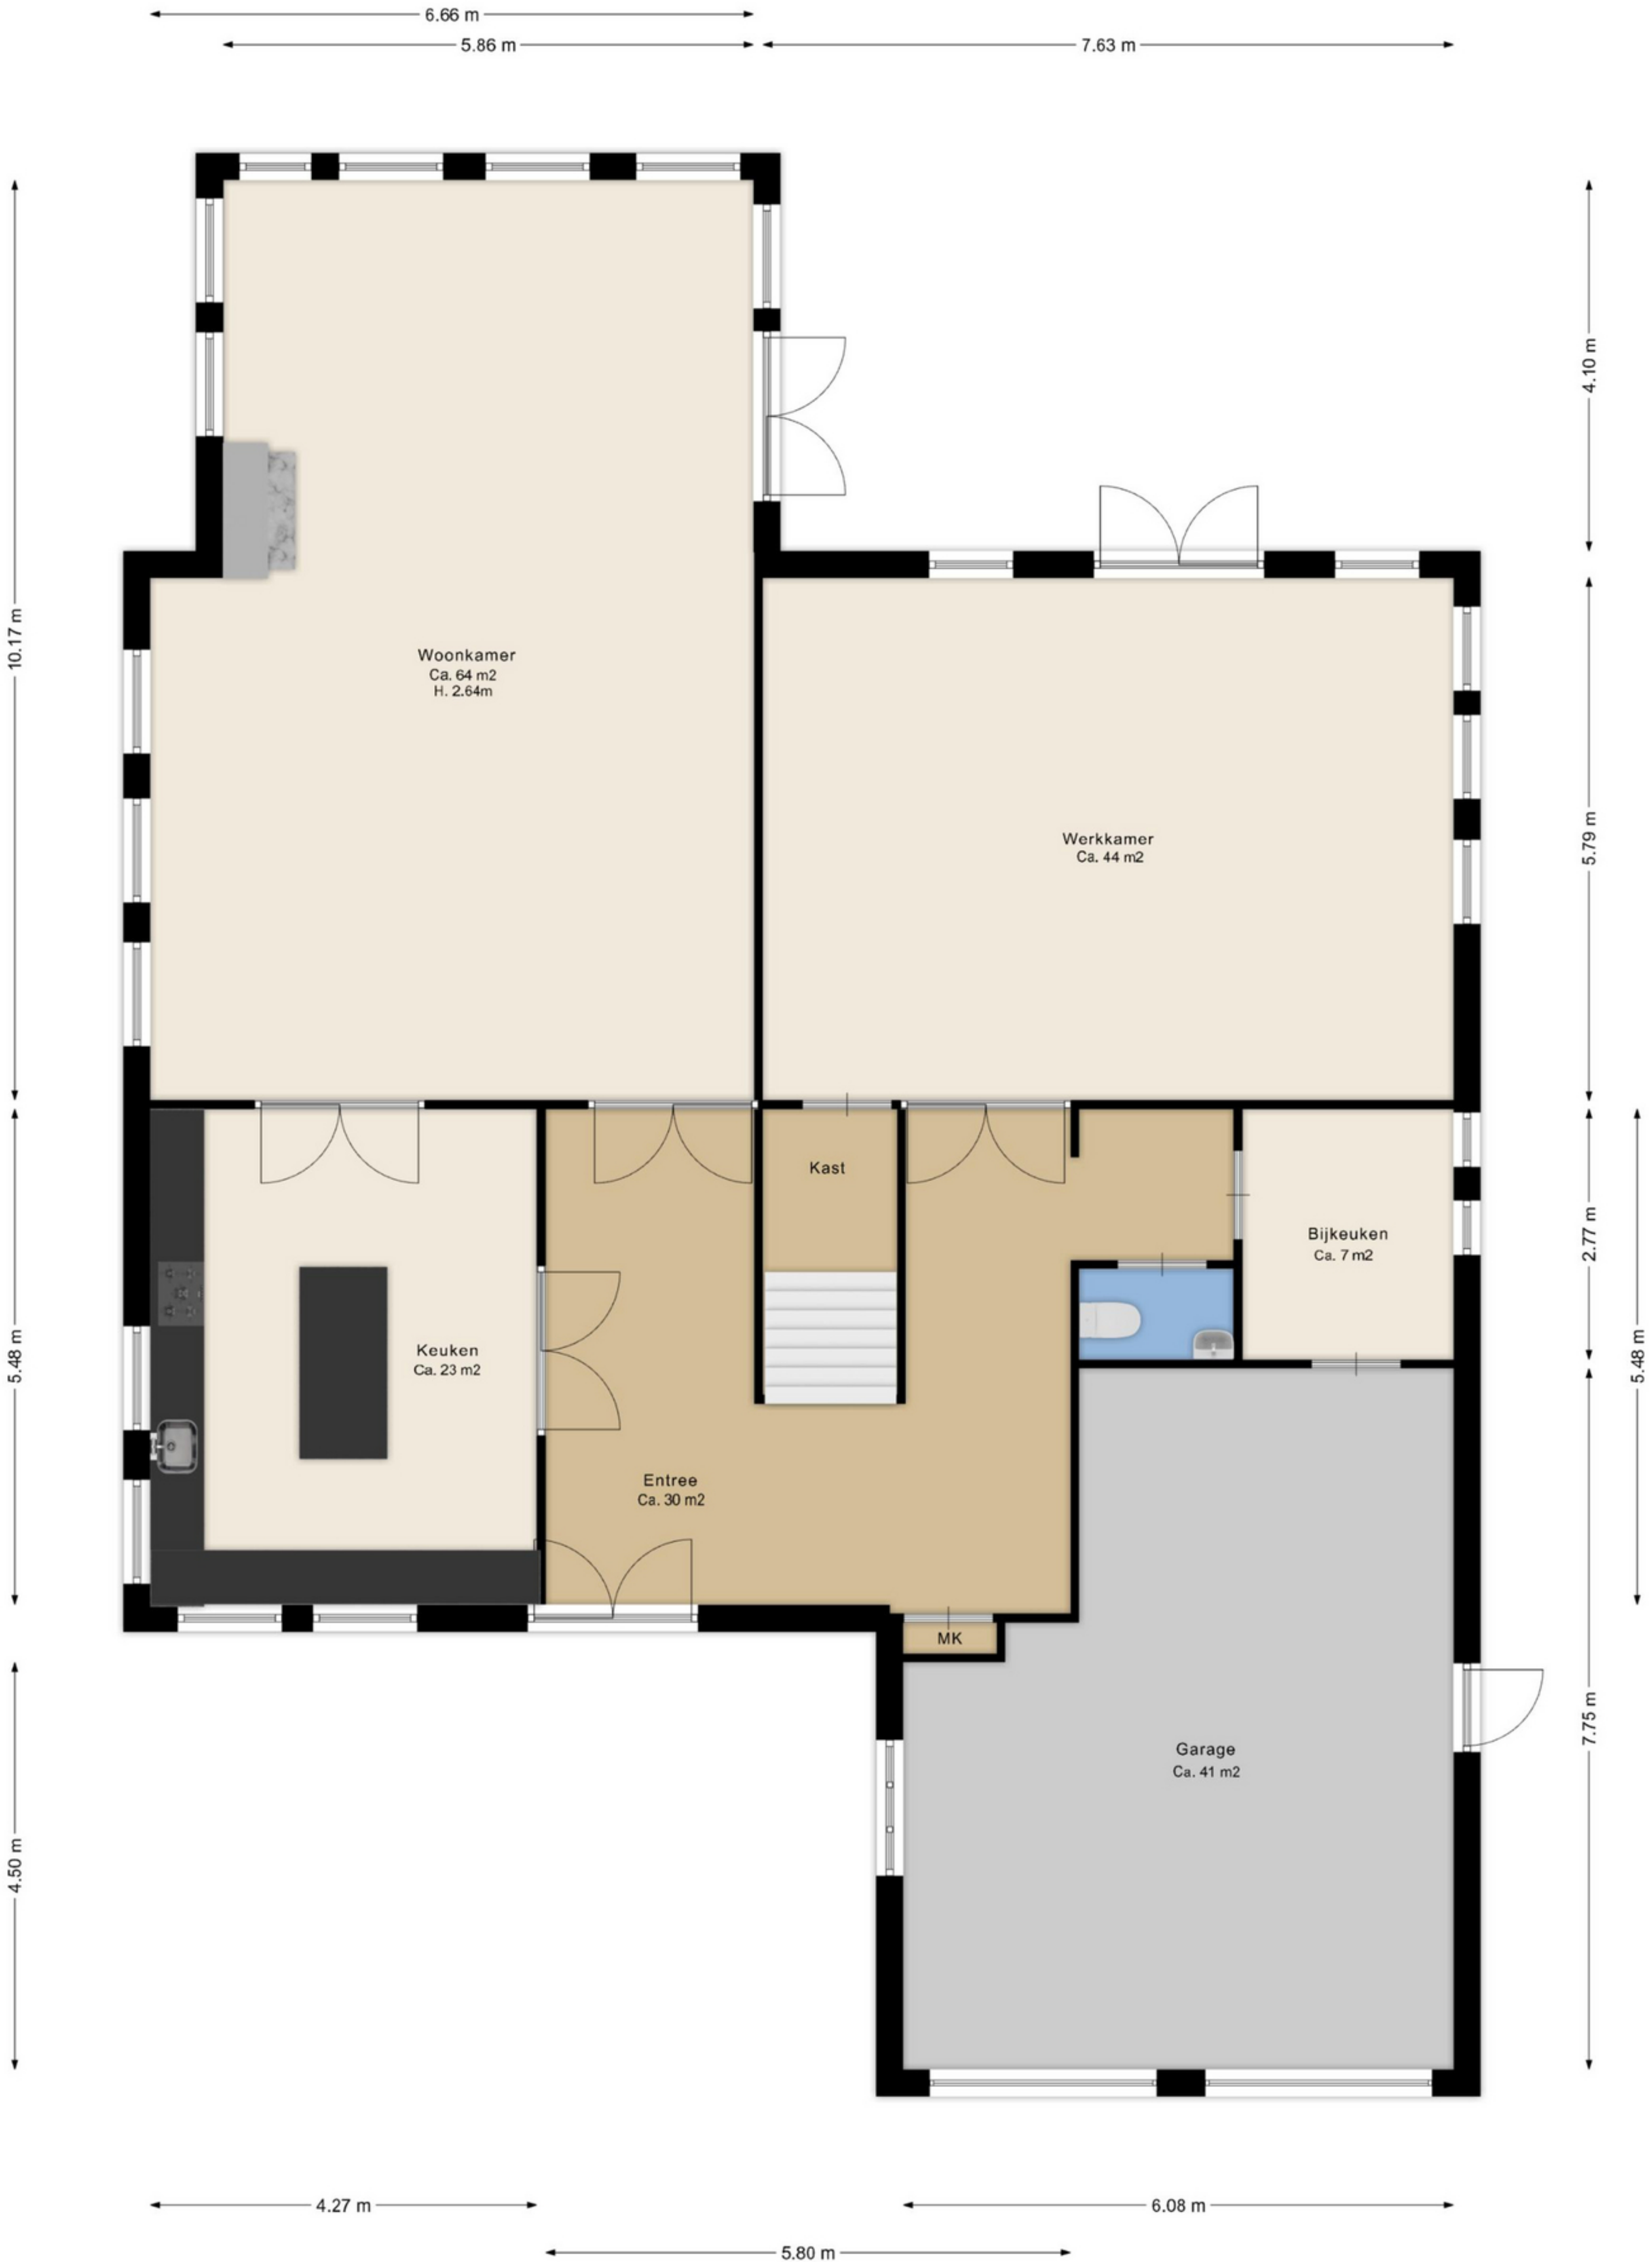 6.66 m
5.86 m
7.63 m
4.10 m
10.17 m
Woonkamer
Ca. 64 m2
H. 2.64m
Werkkamer
Ca. 44 m2
5.79 m
Kast
Bijkeuken
Ca. 7 m2
2.77 m
5.48 m
Keuken
Ca. 23 m2
5.48 m
Entree
Ca. 30 m2
MK
Garage
Ca. 41 m2
7.75 m
4.50 m
4.27 m
6.08 m
5.80 m